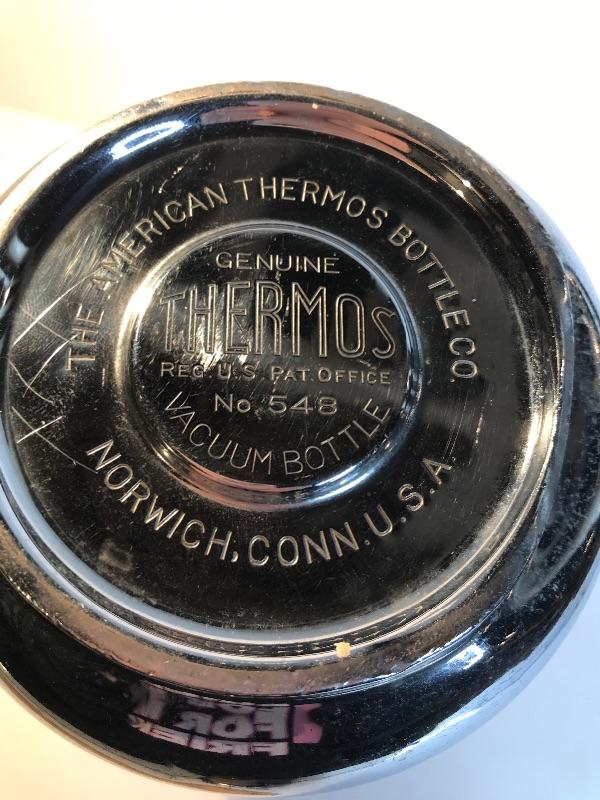 THE AMERICAN THERMOS BOTTLE CO.
GENUINE
THERMOS
REG. U.S. PAT. OFFICE
No. 548
VACUUM BOTTLE
NORWICH, CONN. U.S.A.